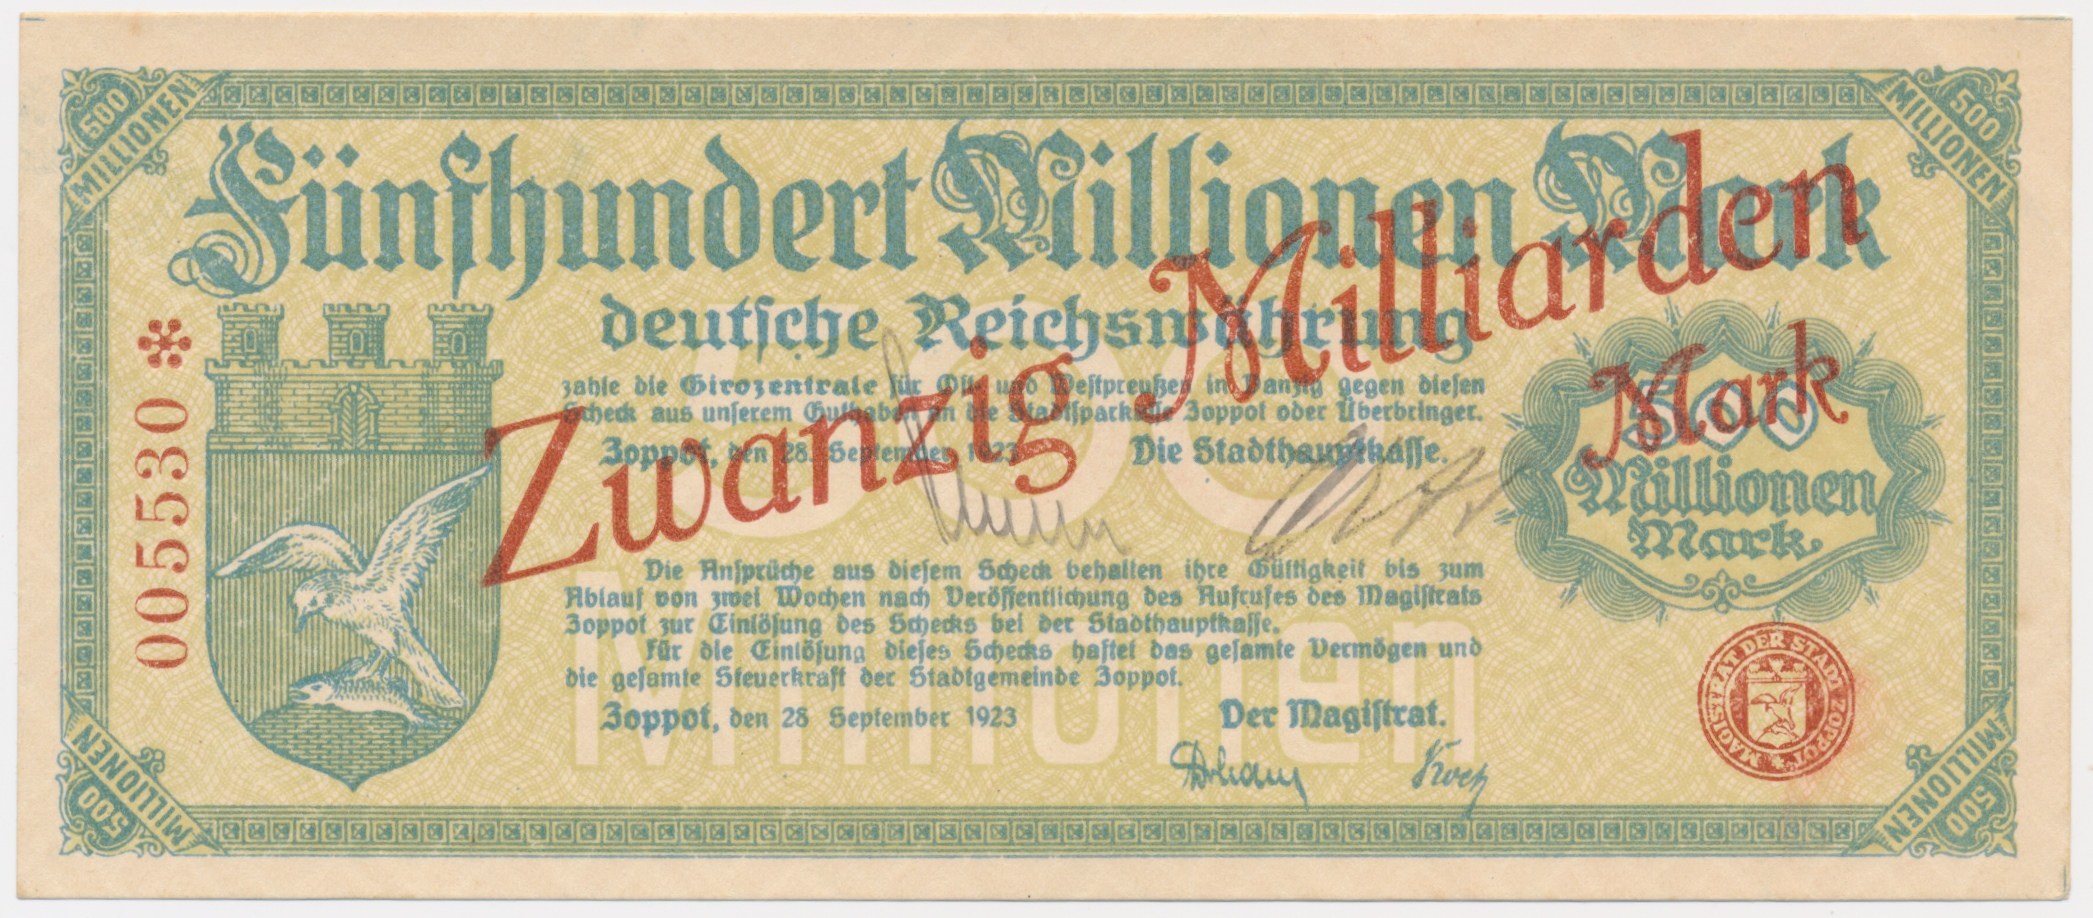 500 MILLIONEN
500 MILLIONEN
Fünfhundert Millionen Mark
deutsche Reichswährung
Zwanzig Milliarden
Mark
500
zahle die Girozentrale für Ost- und Westpreußen in Danzig gegen diesen
Scheck aus unserem Guthaben an die Stadtsparkasse Zoppot oder Überbringer.
Zoppot, den 28. September 1923 Die Stadthauptkasse.
500
Millionen
Mark.
005530 *
Die Ansprüche aus diesem Scheck behalten ihre Gültigkeit bis zum
Ablauf von zwei Wochen nach Veröffentlichung des Aufrufes des Magistrats
Zoppot zur Einlösung des Schecks bei der Stadthauptkasse.
Für die Einlösung dieses Schecks haftet das gesamte Vermögen und
die gesamte Steuerkraft der Stadtgemeinde Zoppot.
Millionen
Zoppot, den 28 September 1923 Der Magistrat.
MAGISTRAT DER STADT ZOPPOT
500 MILLIONEN
500 MILLIONEN